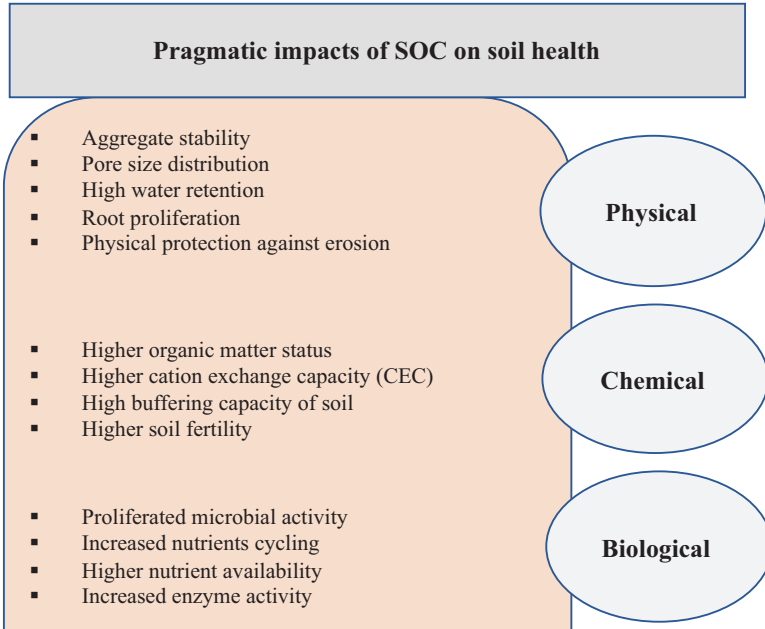 Pragmatic impacts of SOC on soil health
▪ Aggregate stability
▪ Pore size distribution
▪ High water retention
▪ Root proliferation
▪ Physical protection against erosion
Physical
▪ Higher organic matter status
▪ Higher cation exchange capacity (CEC)
▪ High buffering capacity of soil
▪ Higher soil fertility
Chemical
▪ Proliferated microbial activity
▪ Increased nutrients cycling
▪ Higher nutrient availability
▪ Increased enzyme activity
Biological